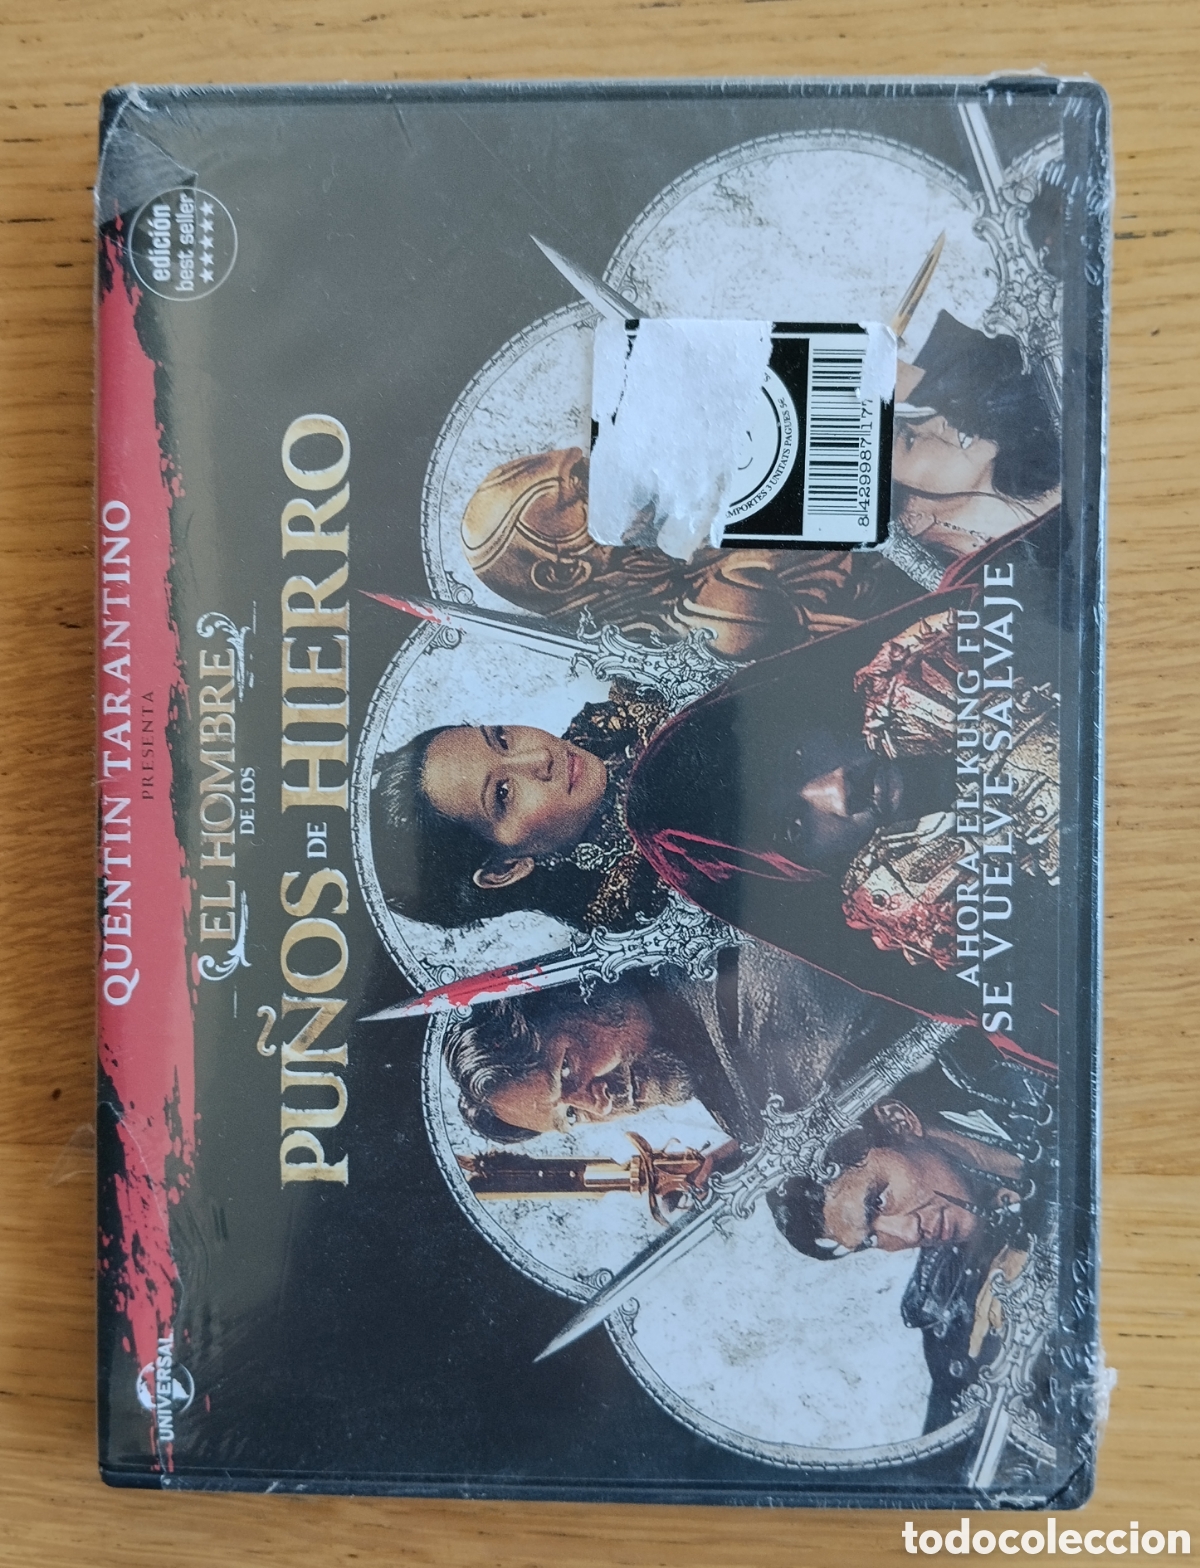 QUENTIN TARANTINO
PRESENTA
EL HOMBRE
DE LOS
PUÑOS DE HIERRO
edición
best seller
UNIVERSAL
AHORA EL KUNG FU
SE VUELVE SALVAJE
todocoleccion